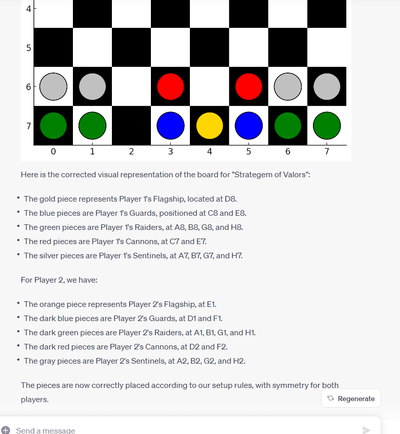 4
5
6
7
0 1 2 3 4 5 6 7
Here is the corrected visual representation of the board for "Strategem of Valors":
• The gold piece represents Player 1's Flagship, located at D8.
• The blue pieces are Player 1's Guards, positioned at C8 and E8.
• The green pieces are Player 1's Raiders, at A8, B8, G8, and H8.
• The red pieces are Player 1's Cannons, at C7 and E7.
• The silver pieces are Player 1's Sentinels, at A7, B7, G7, and H7.
For Player 2, we have:
• The orange piece represents Player 2's Flagship, at E1.
• The dark blue pieces are Player 2's Guards, at D1 and F1.
• The dark green pieces are Player 2's Raiders, at A1, B1, G1, and H1.
• The dark red pieces are Player 2's Cannons, at D2 and F2.
• The gray pieces are Player 2's Sentinels, at A2, B2, G2, and H2.
The pieces are now correctly placed according to our setup rules, with symmetry for both
players.
Regenerate
Send a message